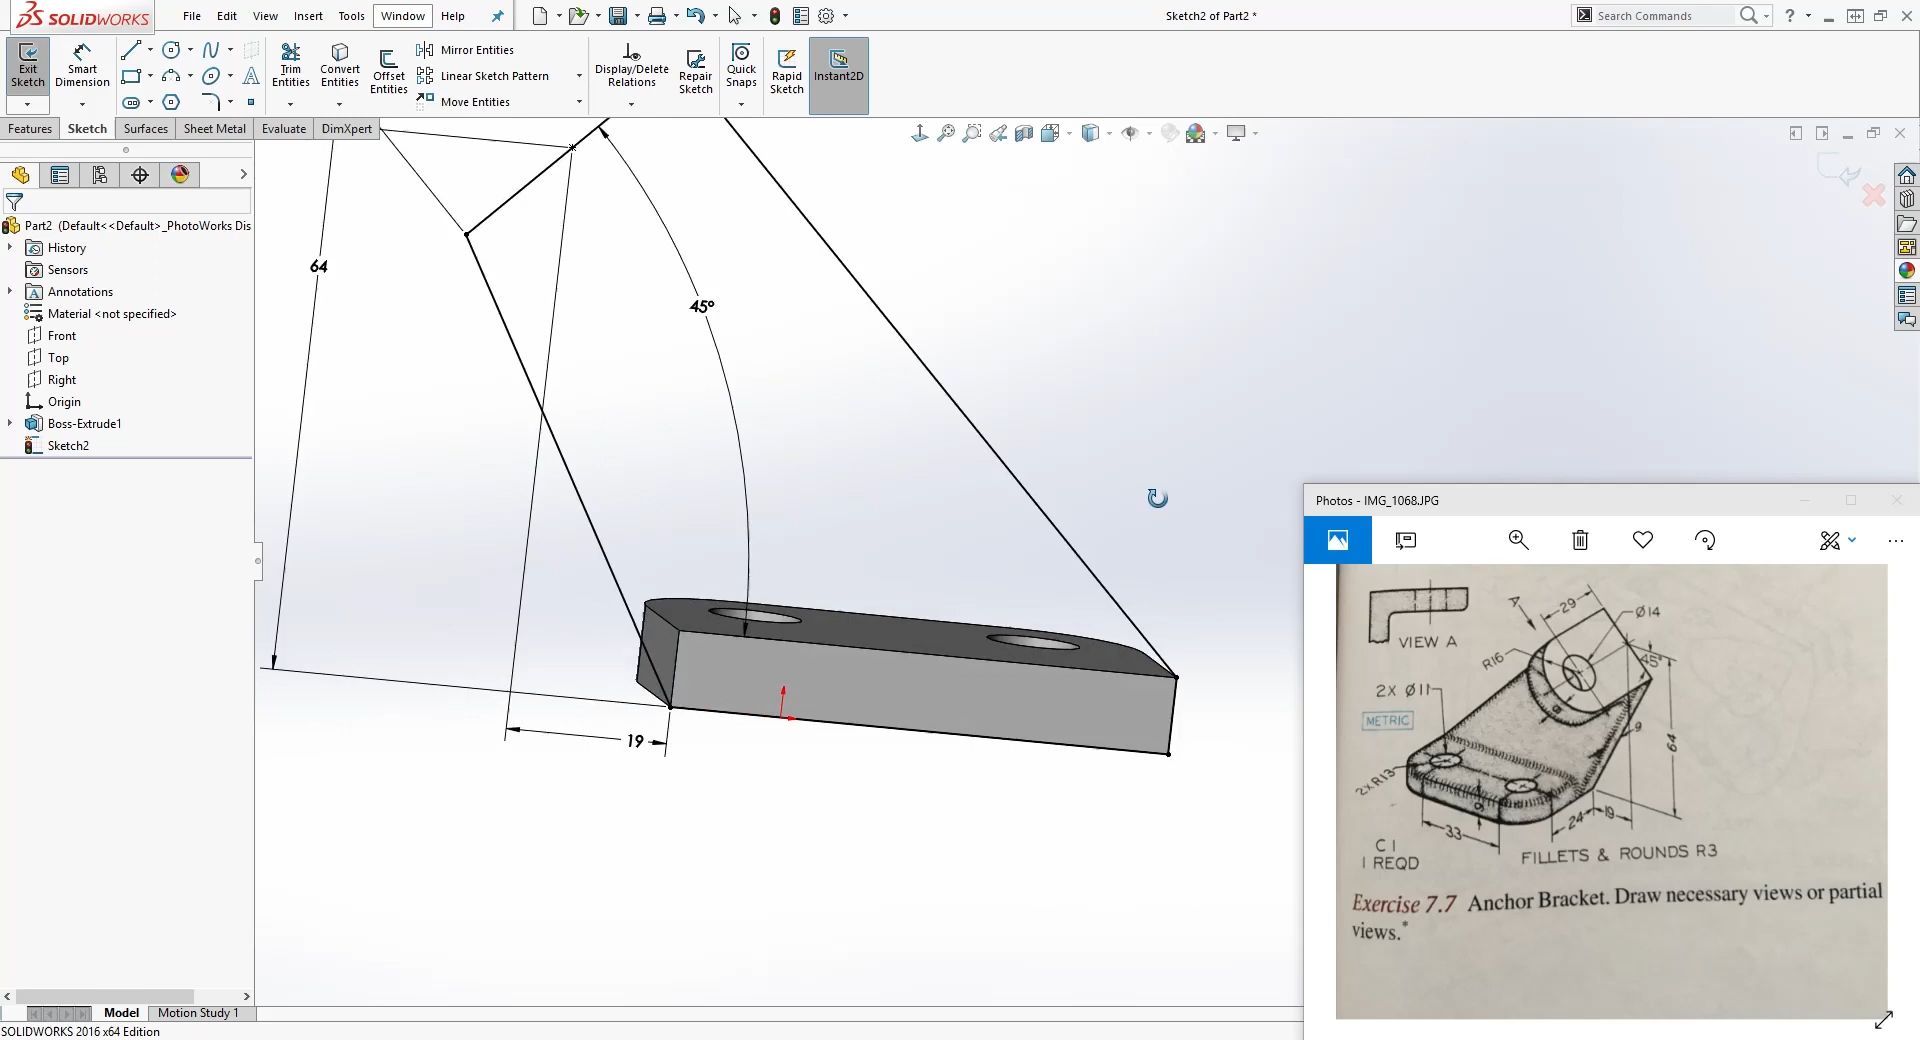 SOLIDWORKS
File Edit View Insert Tools Window Help
Sketch2 of Part2 *
Search Commands
?
Exit Sketch
Smart Dimension
Trim Entities
Convert Entities
Offset Entities
Mirror Entities
Linear Sketch Pattern
Move Entities
Display/Delete Relations
Repair Sketch
Quick Snaps
Rapid Sketch
Instant2D
Features Sketch Surfaces Sheet Metal Evaluate DimXpert
Part2 (Default<<Default>_PhotoWorks Dis
History
Sensors
Annotations
Material <not specified>
Front
Top
Right
Origin
Boss-Extrude1
Sketch2
64
45°
19
Photos - IMG_1068.JPG
A
29
Ø14
VIEW A
R16
45°
2X Ø11
METRIC
8
9
64
2XR13
9
33
24
19
C I
1 REQD
FILLETS & ROUNDS R3
Exercise 7.7 Anchor Bracket. Draw necessary views or partial
views.*
Model Motion Study 1
SOLIDWORKS 2016 x64 Edition